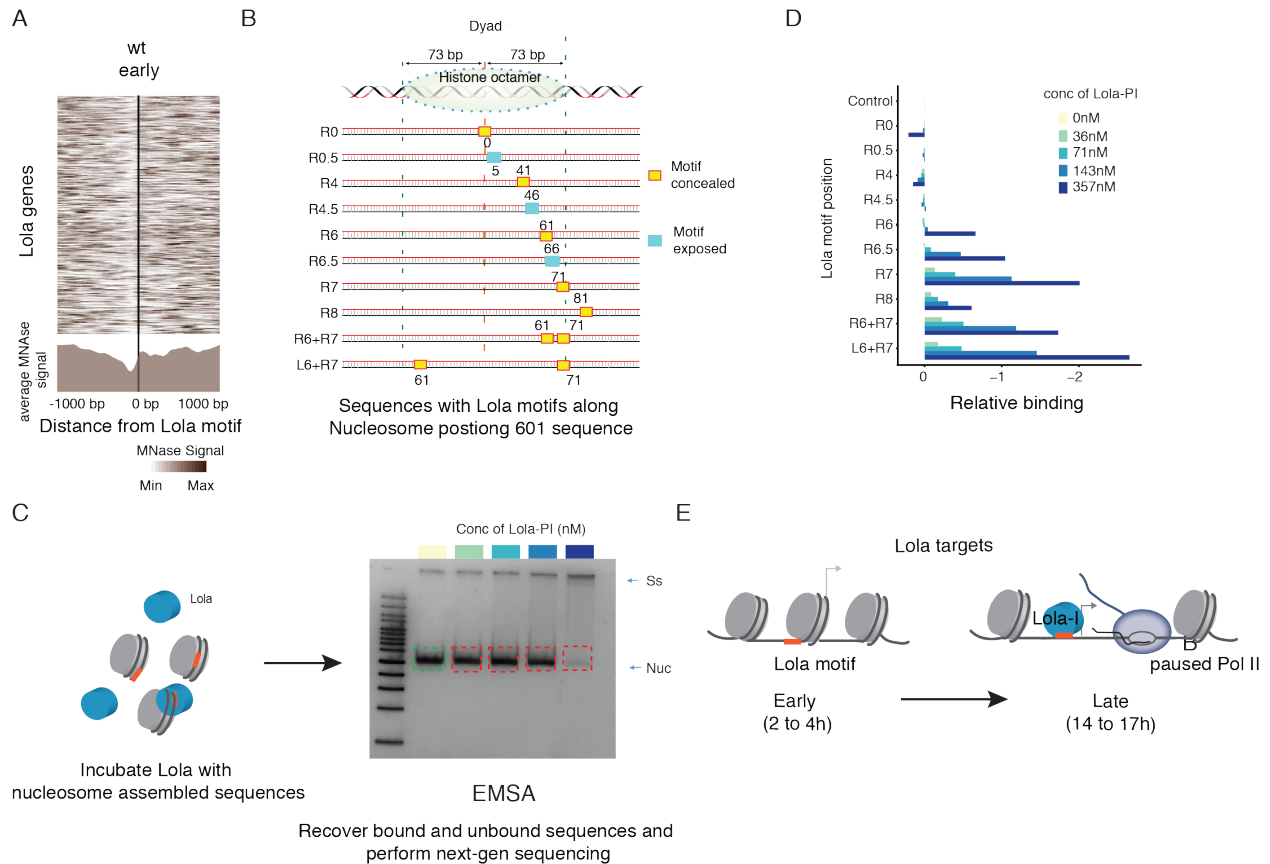 A
wt
early
Lola genes
average MNAse
signal
-1000 bp
0 bp
1000 bp
Distance from Lola motif
MNase Signal
Min
Max
B
Dyad
73 bp
73 bp
Histone octamer
R0
0
R0.5
5
R4
41
R4.5
46
R6
61
R6.5
66
R7
71
R8
81
R6+R7
61
71
L6+R7
61
71
Motif
concealed
Motif
exposed
Sequences with Lola motifs along
Nucleosome postiong 601 sequence
D
conc of Lola-PI
0nM
36nM
71nM
143nM
357nM
Lola motif position
Control
R0
R0.5
R4
R4.5
R6
R6.5
R7
R8
R6+R7
L6+R7
0
−1
−2
Relative binding
C
Lola
Incubate Lola with
nucleosome assembled sequences
Conc of Lola-PI (nM)
Ss
Nuc
EMSA
Recover bound and unbound sequences and
perform next-gen sequencing
E
Lola targets
Lola motif
Early
(2 to 4h)
Lola-I
B
paused Pol II
Late
(14 to 17h)